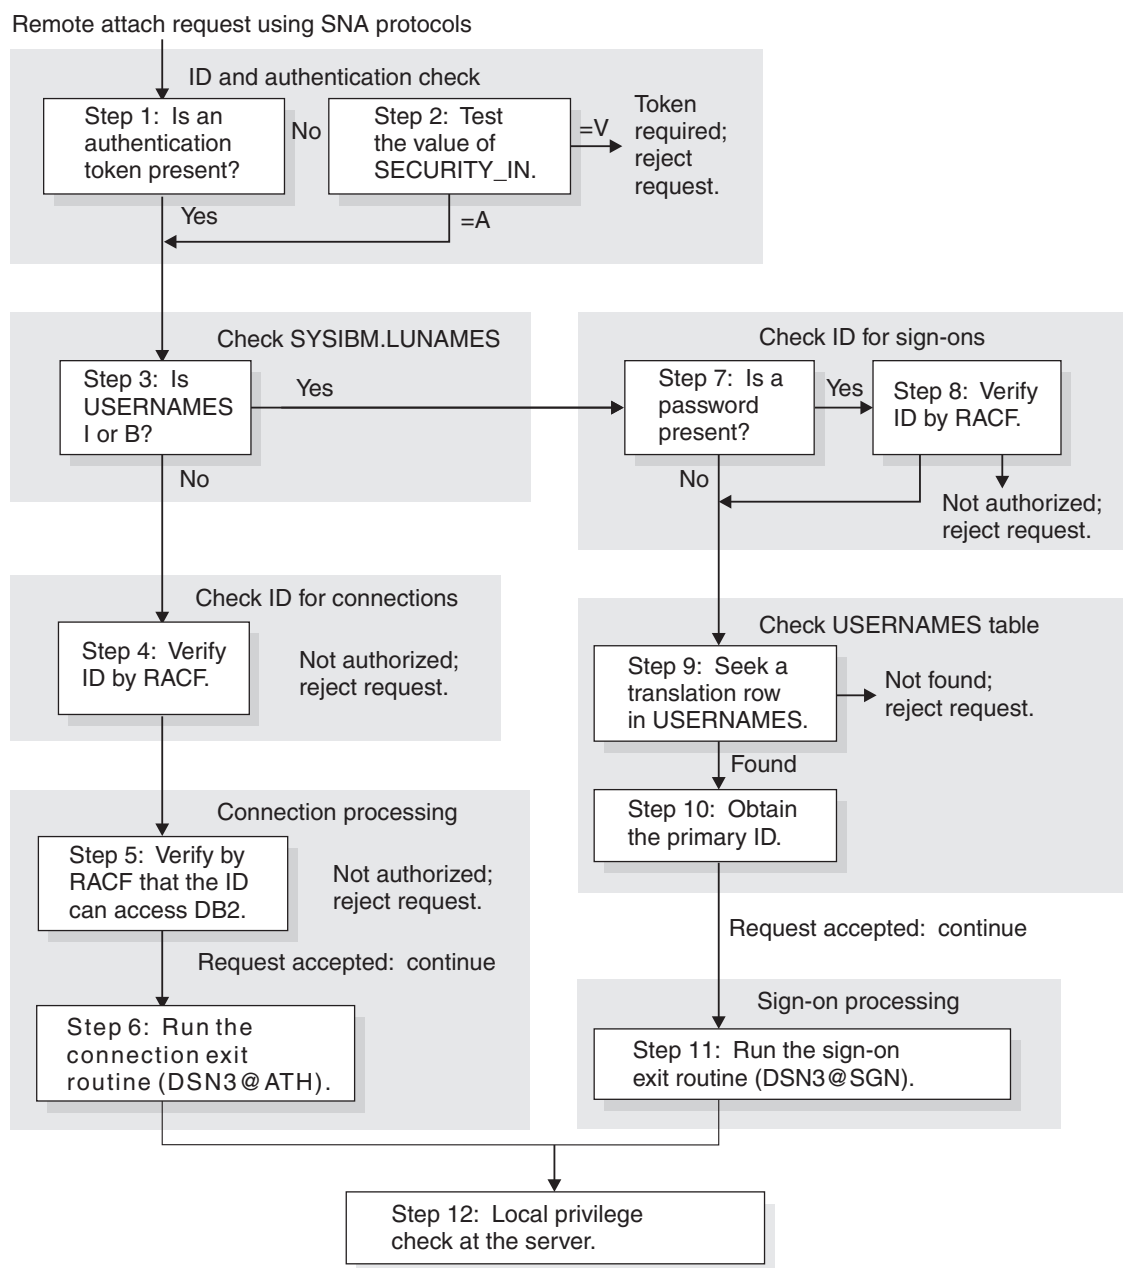 Remote attach request using SNA protocols
ID and authentication check
Step 1: Is an
authentication
token present?
No
Step 2: Test
the value of
SECURITY_IN.
=V
Token
required;
reject
request.
Yes
=A
Check SYSIBM.LUNAMES
Step 3: Is
USERNAMES
I or B?
Yes
No
Check ID for sign-ons
Step 7: Is a
password
present?
Yes
Step 8: Verify
ID by RACF.
No
Not authorized;
reject request.
Check ID for connections
Step 4: Verify
ID by RACF.
Not authorized;
reject request.
Check USERNAMES table
Step 9: Seek a
translation row
in USERNAMES.
Not found;
reject request.
Found
Step 10: Obtain
the primary ID.
Connection processing
Step 5: Verify by
RACF that the ID
can access DB2.
Not authorized;
reject request.
Request accepted: continue
Step 6: Run the
connection exit
routine (DSN3@ATH).
Request accepted: continue
Sign-on processing
Step 11: Run the sign-on
exit routine (DSN3@SGN).
Step 12: Local privilege
check at the server.